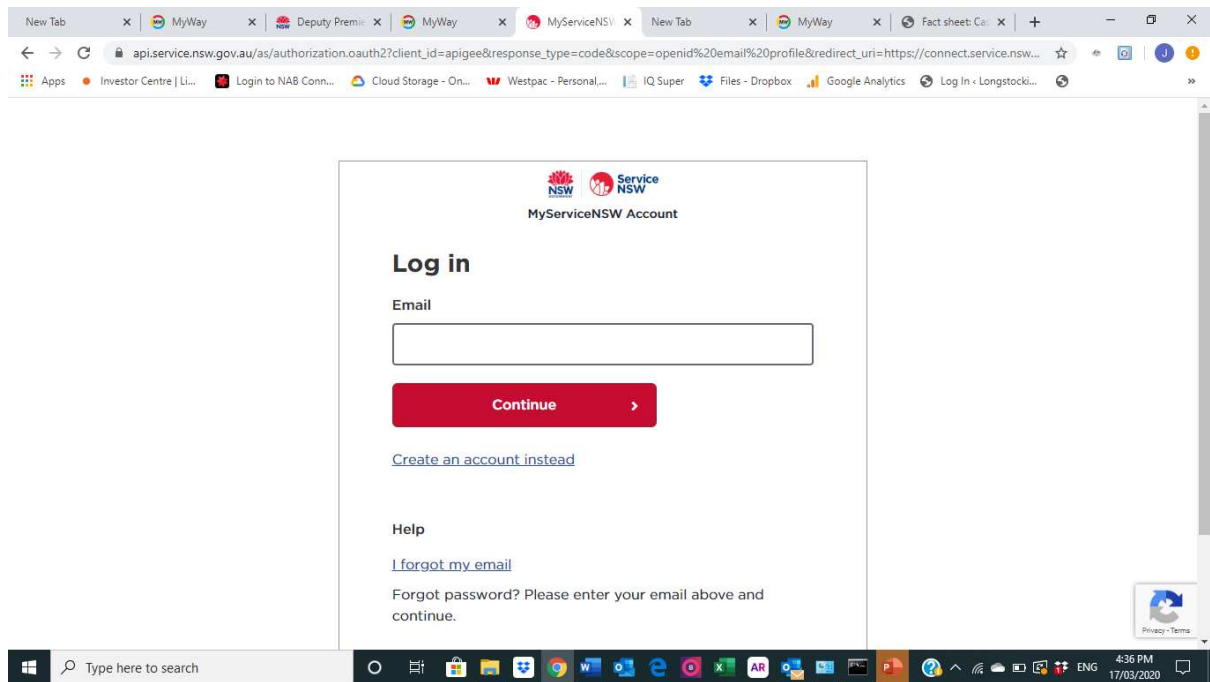 New Tab
MyWay
MyWay
Deputy Premie
MyWay
MyServiceNSW
New Tab
MyWay
Fact sheet: Ca
api.service.nsw.gov.au/as/authorization.oauth2?client_id=apigee&response_type=code&scope=openid%20email%20profile&redirect_uri=https://connect.service.nsw...
J
Apps
Investor Centre | Li...
Login to NAB Conn...
Cloud Storage - On...
Westpac - Personal,...
IQ Super
Files - Dropbox
Google Analytics
Log In ‹ Longstocki...
»
NSW
Service
NSW
MyServiceNSW Account
Log in
Email
Continue
Create an account instead
Help
I forgot my email
Forgot password? Please enter your email above and
continue.
Privacy - Terms
Type here to search
AR
ENG
4:36 PM
17/03/2020